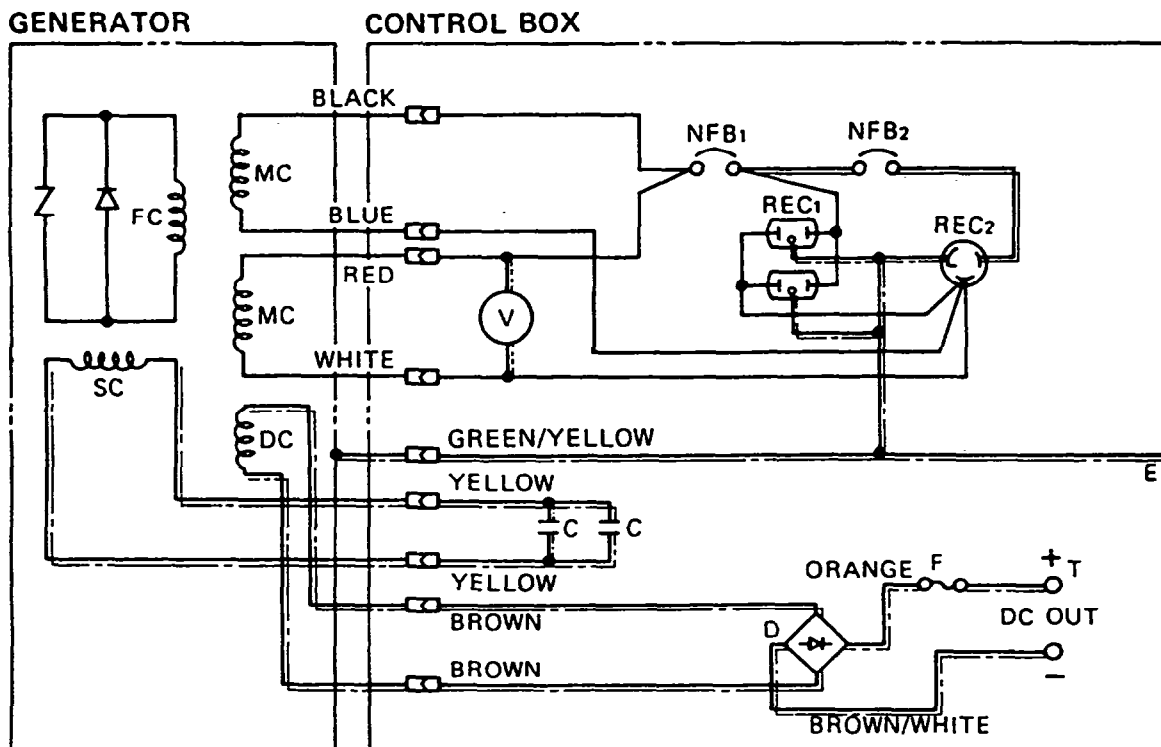 GENERATOR
CONTROL BOX
BLACK
NFB1
NFB2
MC
FC
BLUE
REC1
REC2
RED
MC
V
WHITE
SC
DC
GREEN/YELLOW
E
YELLOW
C
C
YELLOW
ORANGE
F
+
T
BROWN
D
DC OUT
BROWN
−
BROWN/WHITE